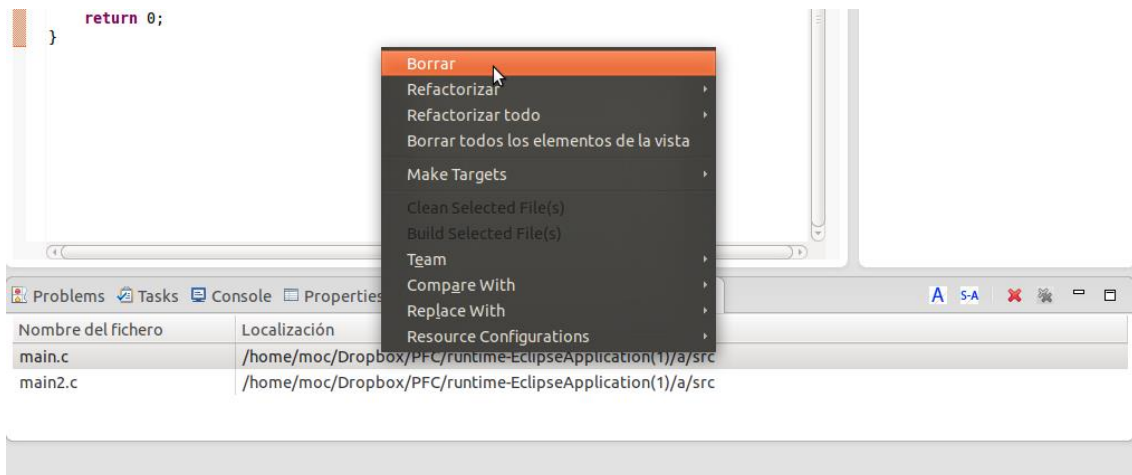 return 0;
}
Borrar
Refactorizar
Refactorizar todo
Borrar todos los elementos de la vista
Make Targets
Clean Selected File(s)
Build Selected File(s)
Team
Compare With
Replace With
Resource Configurations
Problems Tasks Console Properties A S-A
Nombre del fichero Localización
main.c /home/moc/Dropbox/PFC/runtime-EclipseApplication(1)/a/src
main2.c /home/moc/Dropbox/PFC/runtime-EclipseApplication(1)/a/src